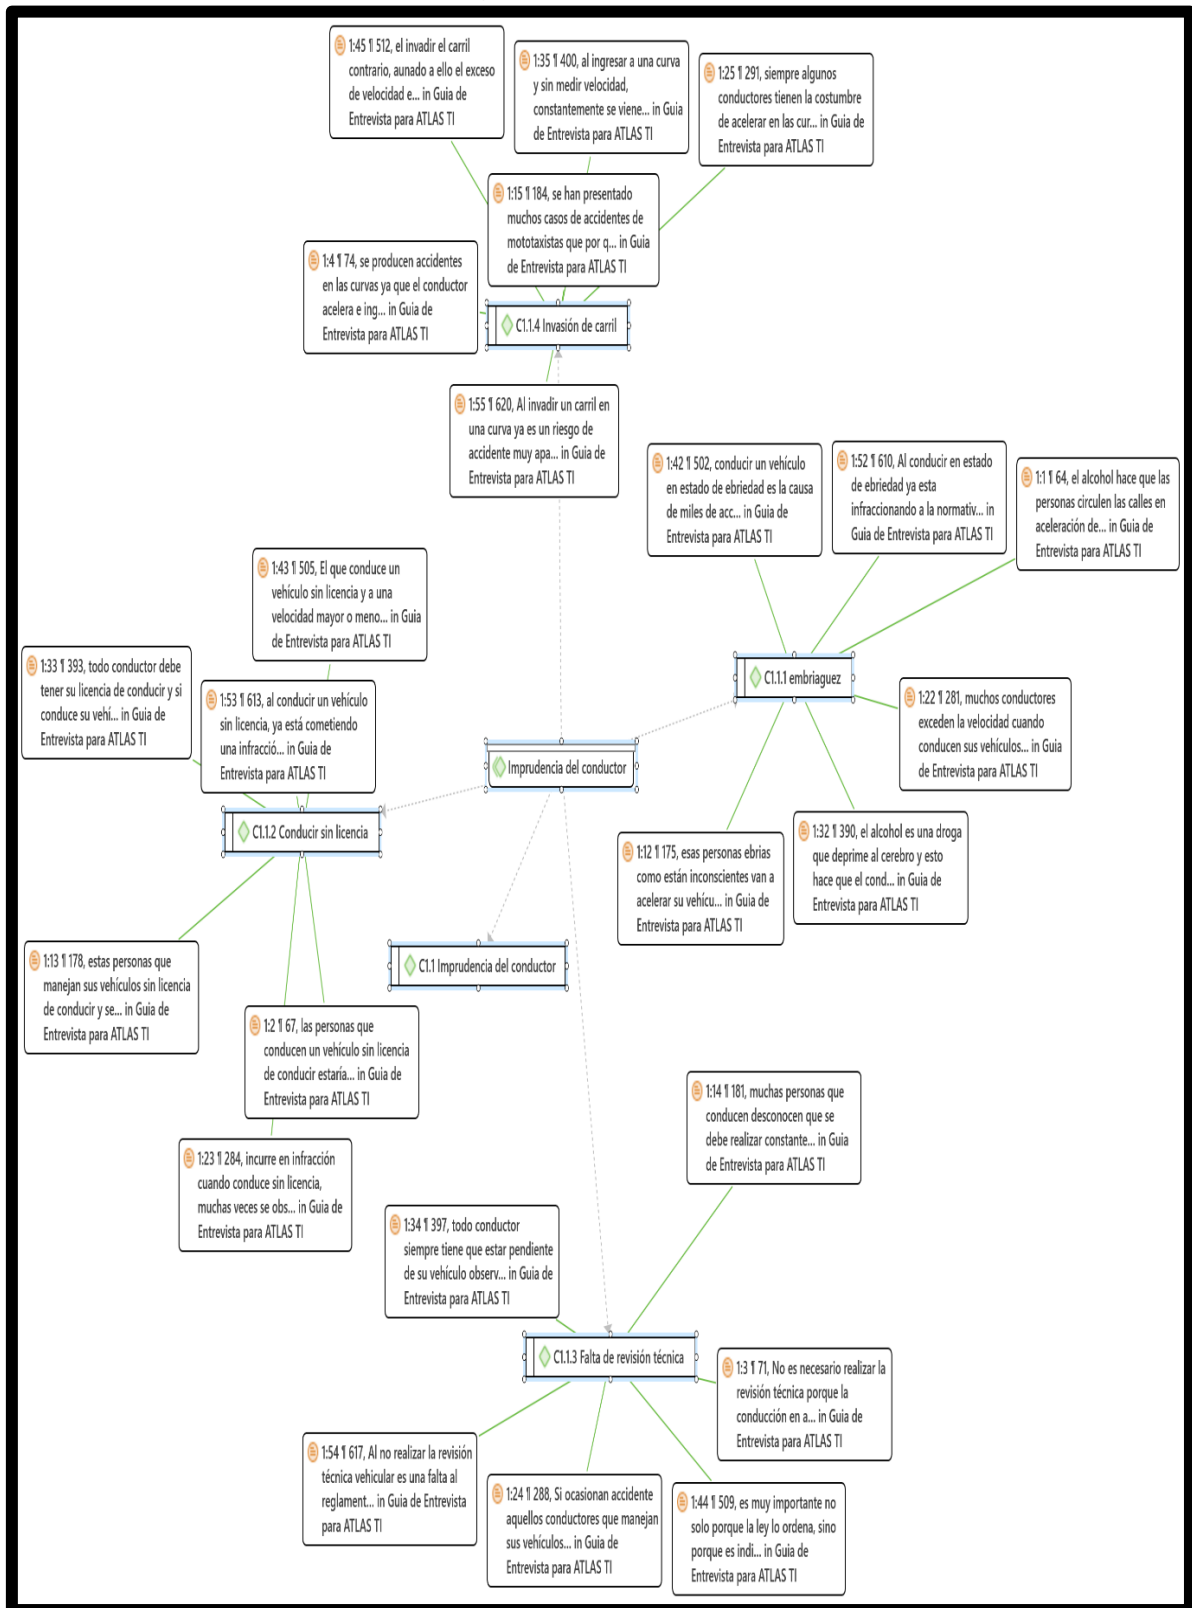 1:45 ¶ 512, el invadir el carril
contrario, aunado a ello el exceso
de velocidad e... in Guia de
Entrevista para ATLAS TI
1:35 ¶ 400, al ingresar a una curva
y sin medir velocidad,
constantemente se viene... in Guia
de Entrevista para ATLAS TI
1:25 ¶ 291, siempre algunos
conductores tienen la costumbre
de acelerar en las cur... in Guia de
Entrevista para ATLAS TI
1:15 ¶ 184, se han presentado
muchos casos de accidentes de
mototaxistas que por q... in Guia
de Entrevista para ATLAS TI
1:4 ¶ 74, se producen accidentes
en las curvas ya que el conductor
acelera e ing... in Guia de
Entrevista para ATLAS TI
C1.1.4 Invasión de carril
1:55 ¶ 620, Al invadir un carril en
una curva ya es un riesgo de
accidente muy apa... in Guia de
Entrevista para ATLAS TI
1:42 ¶ 502, conducir un vehículo
en estado de ebriedad es la causa
de miles de acc... in Guia de
Entrevista para ATLAS TI
1:52 ¶ 610, Al conducir en estado
de ebriedad ya esta
infraccionando a la normativ... in
Guia de Entrevista para ATLAS TI
1:1 ¶ 64, el alcohol hace que las
personas circulen las calles en
aceleración de... in Guia de
Entrevista para ATLAS TI
1:43 ¶ 505, El que conduce un
vehículo sin licencia y a una
velocidad mayor o meno... in Guia
de Entrevista para ATLAS TI
1:33 ¶ 393, todo conductor debe
tener su licencia de conducir y si
conduce su vehí... in Guia de
Entrevista para ATLAS TI
1:53 ¶ 613, al conducir un vehículo
sin licencia, ya está cometiendo
una infracció... in Guia de
Entrevista para ATLAS TI
C1.1.1 embriaguez
1:22 ¶ 281, muchos conductores
exceden la velocidad cuando
conducen sus vehículos... in Guia
de Entrevista para ATLAS TI
Imprudencia del conductor
C1.1.2 Conducir sin licencia
1:12 ¶ 175, esas personas ebrias
como están inconscientes van a
acelerar su vehícu... in Guia de
Entrevista para ATLAS TI
1:32 ¶ 390, el alcohol es una droga
que deprime al cerebro y esto
hace que el cond... in Guia de
Entrevista para ATLAS TI
C1.1 Imprudencia del conductor
1:13 ¶ 178, estas personas que
manejan sus vehículos sin licencia
de conducir y se... in Guia de
Entrevista para ATLAS TI
1:2 ¶ 67, las personas que
conducen un vehículo sin licencia
de conducir estaría... in Guia de
Entrevista para ATLAS TI
1:23 ¶ 284, incurre en infracción
cuando conduce sin licencia,
muchas veces se obs... in Guia de
Entrevista para ATLAS TI
1:14 ¶ 181, muchas personas que
conducen desconocen que se
debe realizar constante... in Guia
de Entrevista para ATLAS TI
1:34 ¶ 397, todo conductor
siempre tiene que estar pendiente
de su vehículo observ... in Guia de
Entrevista para ATLAS TI
C1.1.3 Falta de revisión técnica
1:3 ¶ 71, No es necesario realizar la
revisión técnica porque la
conducción en a... in Guia de
Entrevista para ATLAS TI
1:54 ¶ 617, Al no realizar la revisión
técnica vehicular es una falta al
reglament... in Guia de Entrevista
para ATLAS TI
1:24 ¶ 288, Si ocasionan accidente
aquellos conductores que manejan
sus vehículos... in Guia de
Entrevista para ATLAS TI
1:44 ¶ 509, es muy importante no
solo porque la ley lo ordena, sino
porque es indi... in Guia de
Entrevista para ATLAS TI